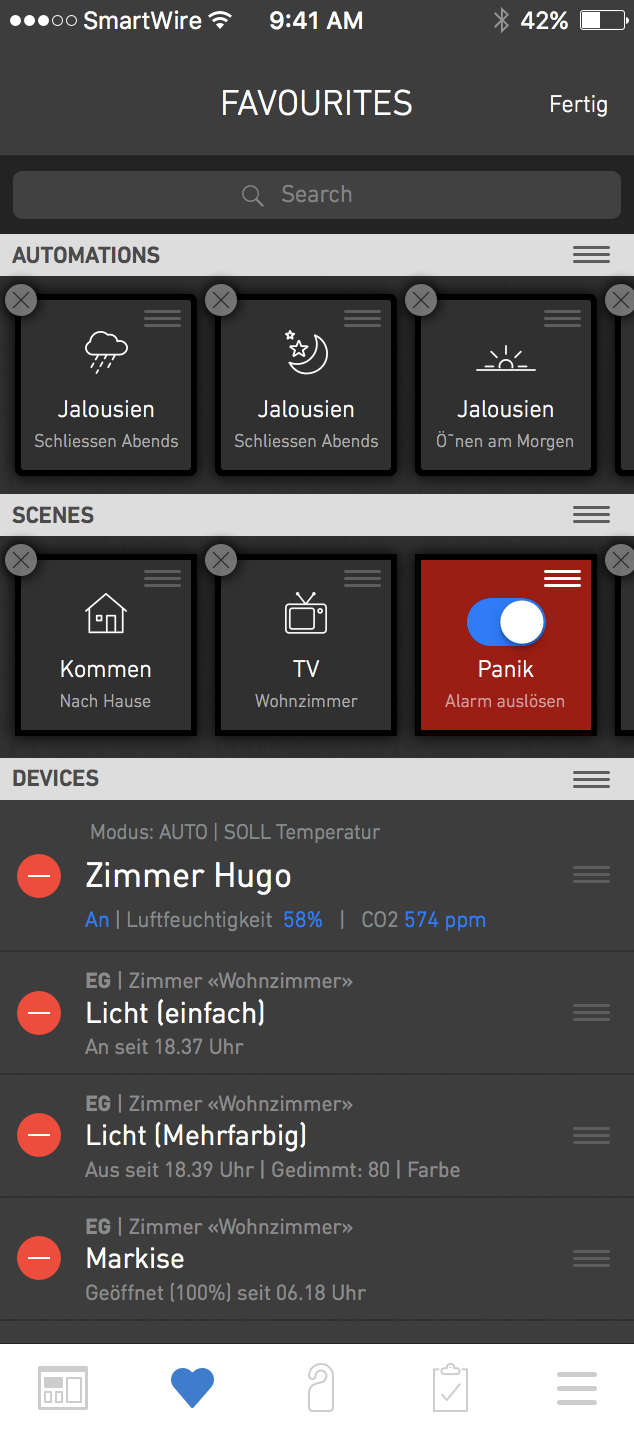 SmartWire 9:41 AM 42%
FAVOURITES Fertig
Search
AUTOMATIONS
Jalousien Jalousien Jalousien
Schliessen Abends Schliessen Abends Ö˜nen am Morgen
SCENES
Kommen TV Panik
Nach Hause Wohnzimmer Alarm auslösen
DEVICES
Modus: AUTO | SOLL Temperatur
Zimmer Hugo
An | Luftfeuchtigkeit 58% | CO2 574 ppm
EG | Zimmer «Wohnzimmer»
Licht (einfach)
An seit 18.37 Uhr
EG | Zimmer «Wohnzimmer»
Licht (Mehrfarbig)
Aus seit 18.39 Uhr | Gedimmt: 80 | Farbe
EG | Zimmer «Wohnzimmer»
Markise
Geöffnet (100%) seit 06.18 Uhr